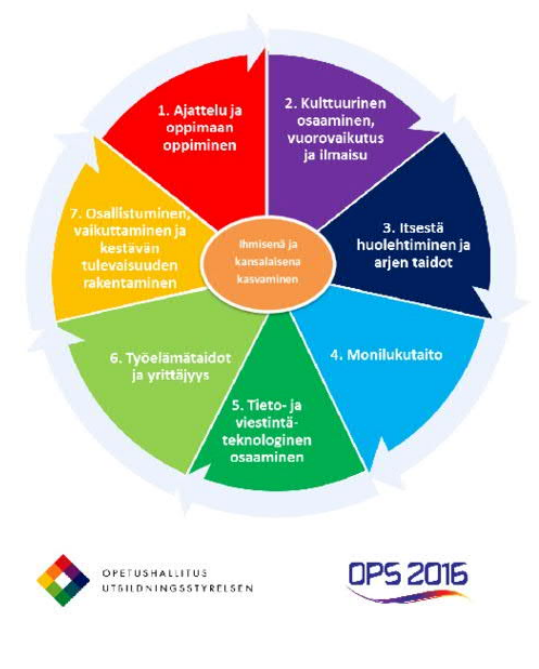 1. Ajattelu ja
oppimaan
oppiminen
2. Kulttuurinen
osaaminen,
vuorovaikutus
ja ilmaisu
3. Itsestä
huolehtiminen ja
arjen taidot
4. Monilukutaito
5. Tieto- ja
viestintä-
teknologinen
osaaminen
6. Työelämätaidot
ja yrittäjyys
7. Osallistuminen,
vaikuttaminen ja
kestävän
tulevaisuuden
rakentaminen
Ihmisenä ja
kansalaisena
kasvaminen
OPETUSHALLITUS
UTBILDNINGSSTYRELSEN
OPS 2016